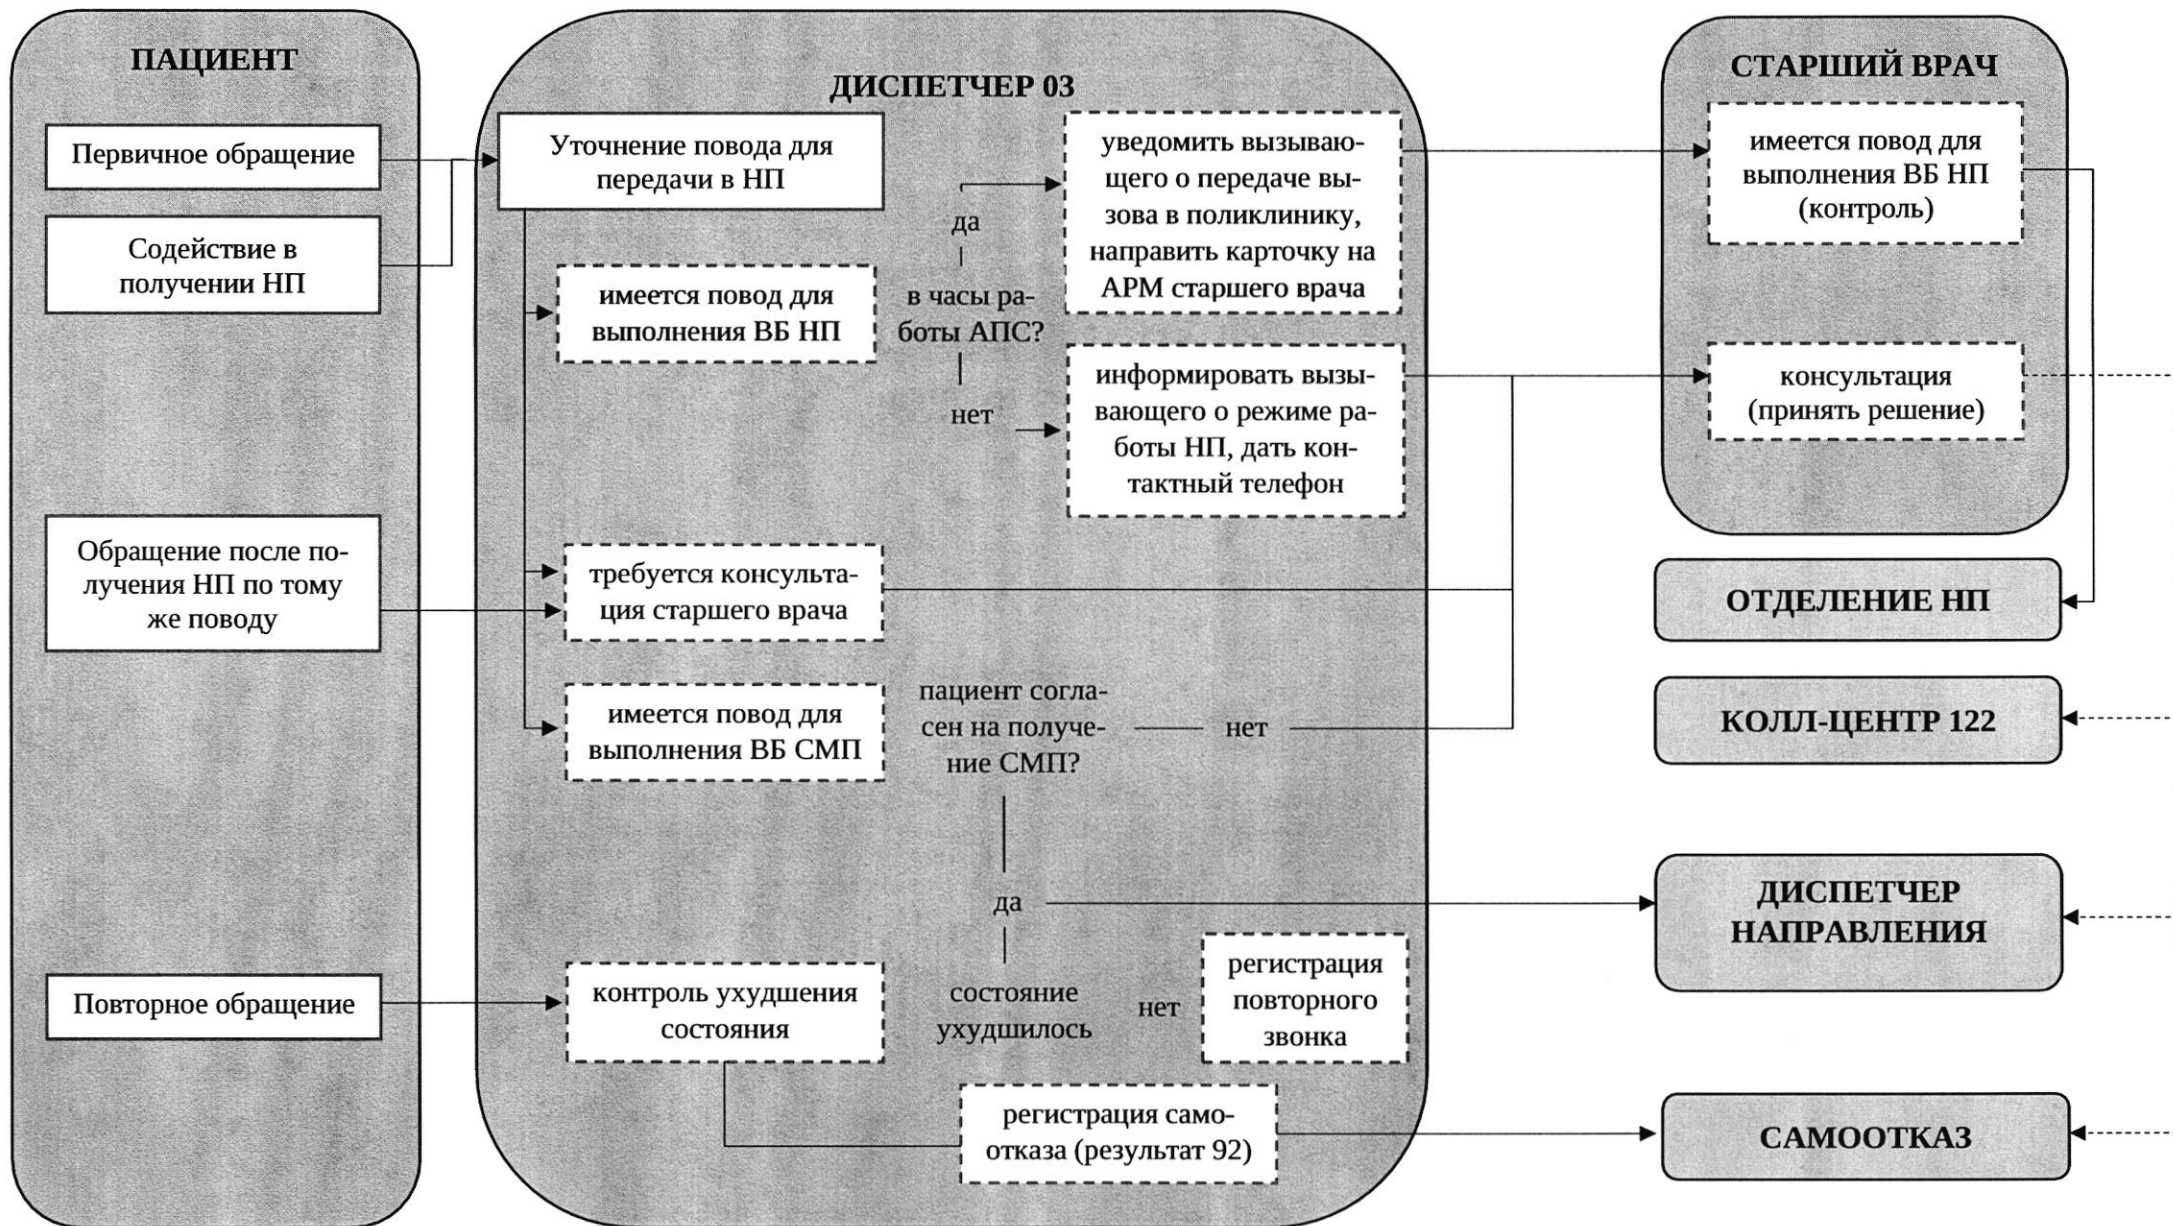 ПАЦИЕНТ
Первичное обращение
Содействие в
получении НП
Обращение после по-
лучения НП по тому
же поводу
Повторное обращение
ДИСПЕТЧЕР 03
Уточнение повода для
передачи в НП
имеется повод для
выполнения ВБ НП
да
в часы ра-
боты АПС?
нет
уведомить вызываю-
щего о передаче вы-
зова в поликлинику,
направить карточку на
АРМ старшего врача
информировать вызы-
вающего о режиме ра-
боты НП, дать кон-
тактный телефон
требуется консульта-
ция старшего врача
имеется повод для
выполнения ВБ СМП
пациент согла-
сен на получе-
ние СМП?
нет
да
контроль ухудшения
состояния
состояние
ухудшилось
нет
регистрация
повторного
звонка
регистрация само-
отказа (результат 92)
СТАРШИЙ ВРАЧ
имеется повод для
выполнения ВБ НП
(контроль)
консультация
(принять решение)
ОТДЕЛЕНИЕ НП
КОЛЛ-ЦЕНТР 122
ДИСПЕТЧЕР
НАПРАВЛЕНИЯ
САМООТКАЗ